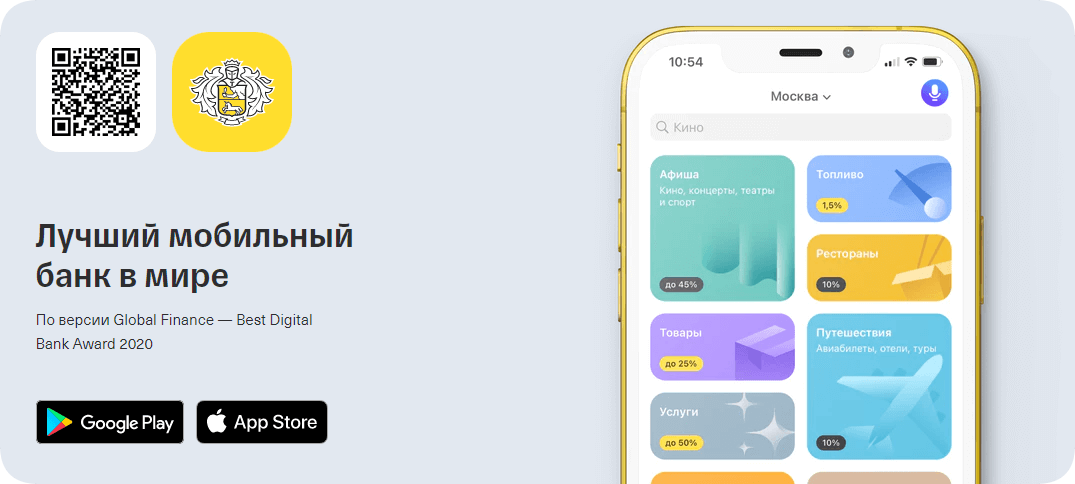 Лучший мобильный
банк в мире
По версии Global Finance — Best Digital
Bank Award 2020
Google Play
App Store
10:54
Москва
Кино
Афиша
Кино, концерты, театры
и спорт
до 45%
Топливо
1,5%
Рестораны
10%
Товары
до 25%
Путешествия
Авиабилеты, отели, туры
10%
Услуги
до 50%